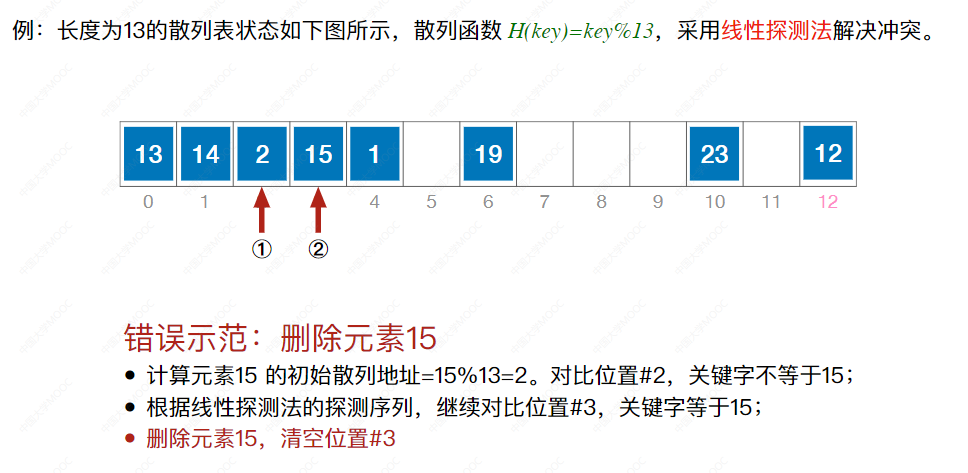 例：长度为13的散列表状态如下图所示，散列函数 H(key)=key%13，采用线性探测法解决冲突。
13 14 2 15 1 19 23 12
0 1 4 5 6 7 8 9 10 11 12
① ②
错误示范：删除元素15
• 计算元素15 的初始散列地址=15%13=2。对比位置#2，关键字不等于15；
• 根据线性探测法的探测序列，继续对比位置#3，关键字等于15；
• 删除元素15，清空位置#3